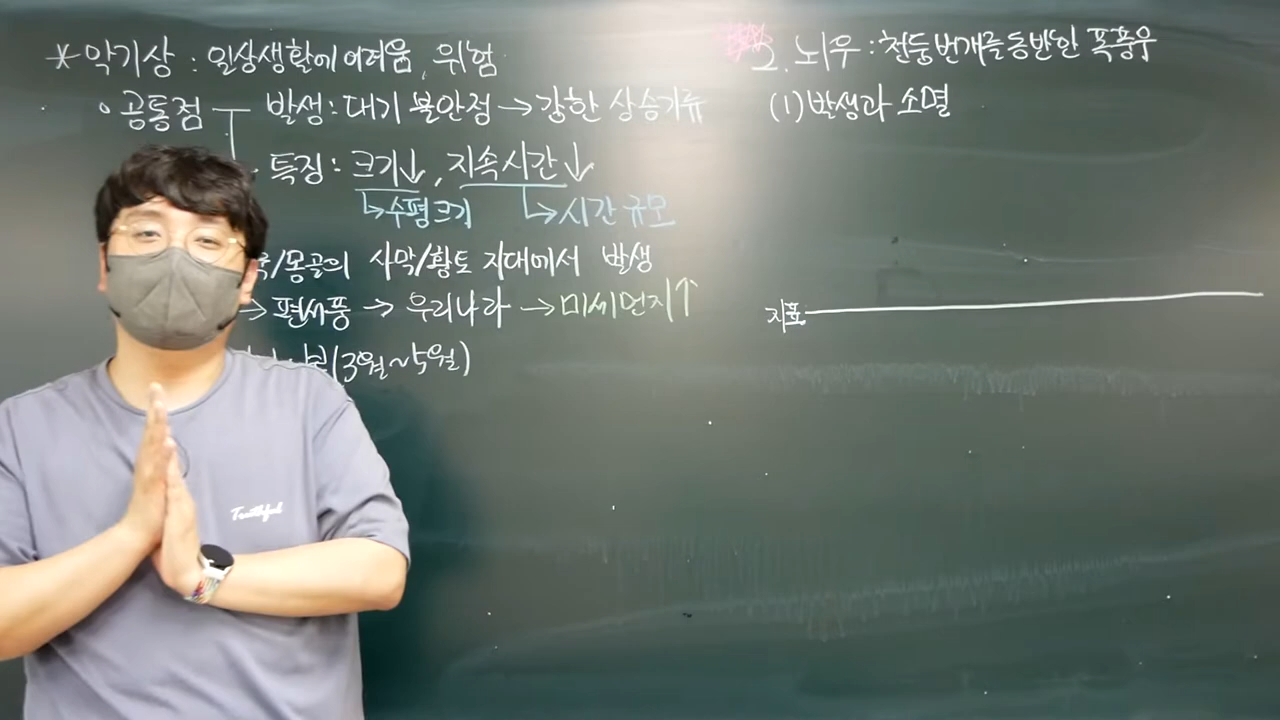 *악기상 : 일상생활에 어려움, 위험
◦공통점 발생 : 대기 불안정 → 강한 상승기류
특징 : 크기↓, 지속시간↓
↳수평크기 ↳시간 규모
/몽골의 사막/황토 지대에서 발생
→편서풍 → 우리나라 → 미세먼지↑
봄(3월~5월)
2. 뇌우 : 천둥번개를 동반한 폭풍우
(1) 발생과 소멸
지표
Truthful